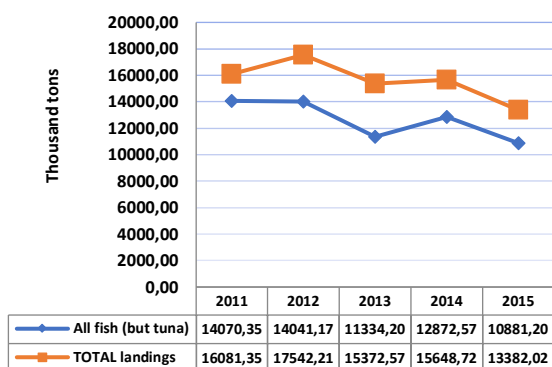 20000,00
18000,00
16000,00
14000,00
12000,00
10000,00
8000,00
6000,00
4000,00
2000,00
0,00
Thousand tons
2011 2012 2013 2014 2015
All fish (but tuna) 14070,35 14041,17 11334,20 12872,57 10881,20
TOTAL landings 16081,35 17542,21 15372,57 15648,72 13382,02